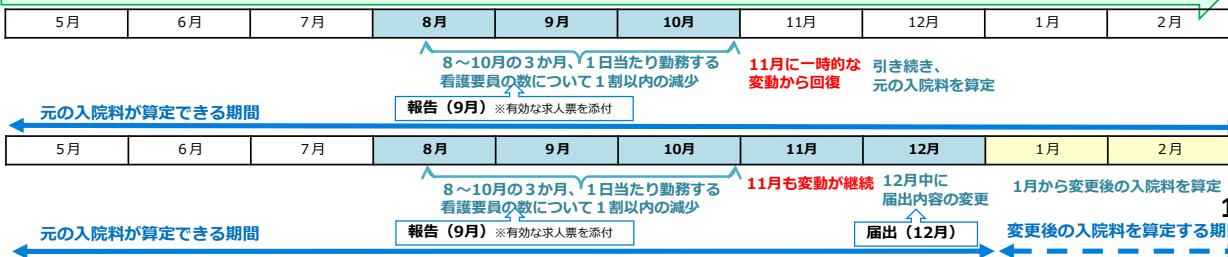 5月 6月 7月 8月 9月 10月 11月 12月 1月 2月
8～10月の３か月、１日当たり勤務する
看護要員の数について１割以内の減少
11月に一時的な
変動から回復
引き続き、
元の入院料を算定
報告（9月）※有効な求人票を添付
元の入院料が算定できる期間
5月 6月 7月 8月 9月 10月 11月 12月 1月 2月
8～10月の３か月、１日当たり勤務する
看護要員の数について１割以内の減少
11月も変動が継続
12月中に
届出内容の変更
1月から変更後の入院料を算定
報告（9月）※有効な求人票を添付
届出（12月）
元の入院料が算定できる期間
変更後の入院料を算定する期